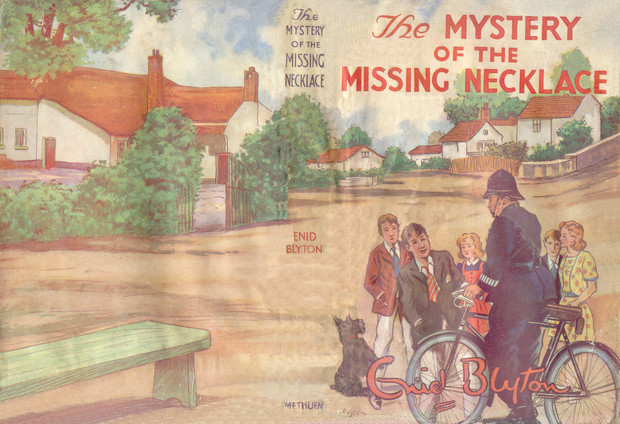 The
MYSTERY
OF THE
MISSING
NECKLACE
ENID
BLYTON
METHUEN
The MYSTERY
OF THE
MISSING NECKLACE
Enid Blyton